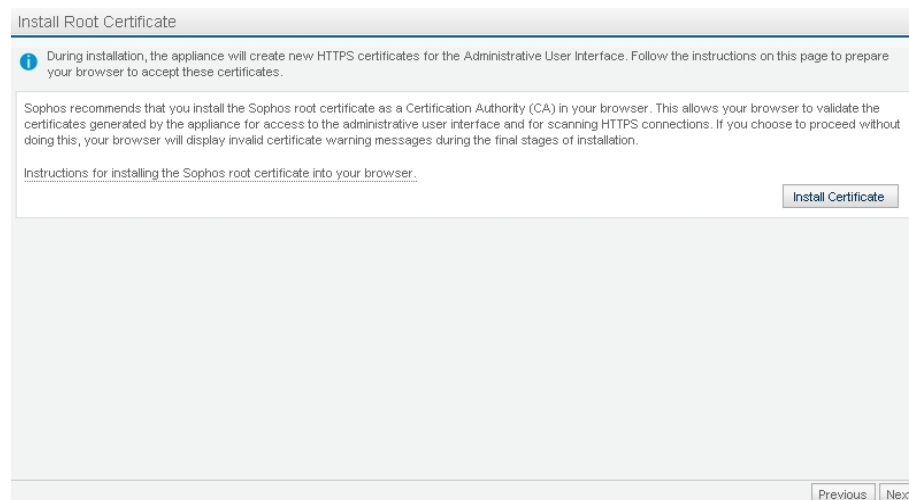 Install Root Certificate
During installation, the appliance will create new HTTPS certificates for the Administrative User Interface. Follow the instructions on this page to prepare
your browser to accept these certificates.
Sophos recommends that you install the Sophos root certificate as a Certification Authority (CA) in your browser. This allows your browser to validate the
certificates generated by the appliance for access to the administrative user interface and for scanning HTTPS connections. If you choose to proceed without
doing this, your browser will display invalid certificate warning messages during the final stages of installation.
Instructions for installing the Sophos root certificate into your browser.
Install Certificate
Previous